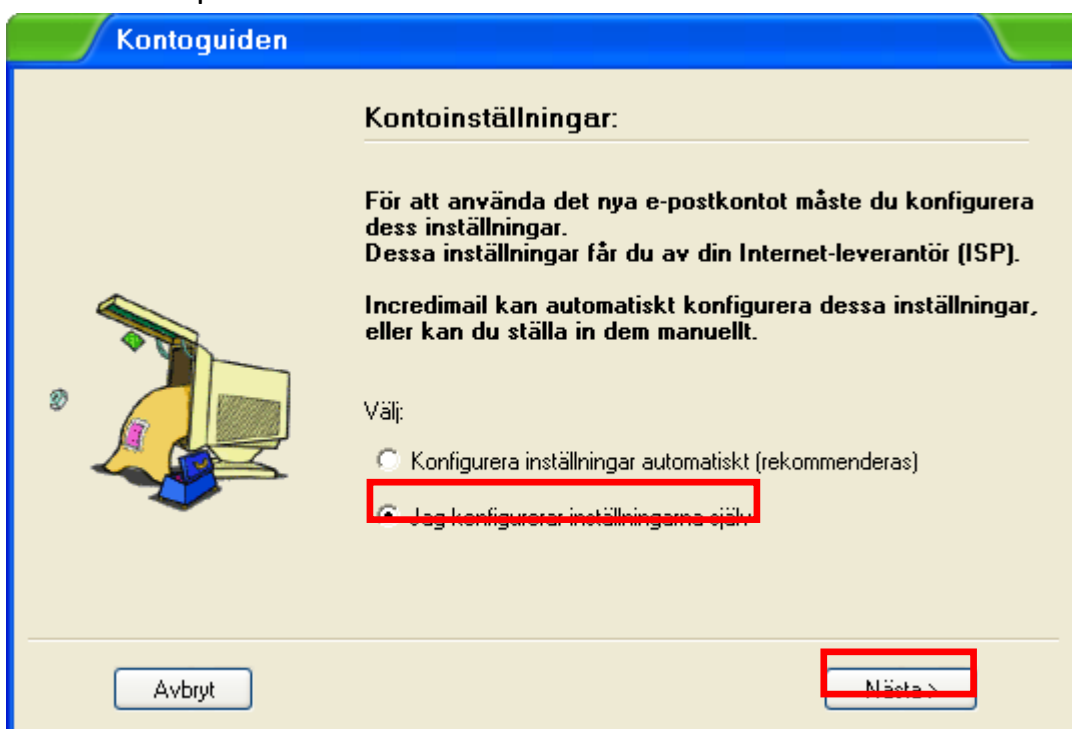 Kontoguiden
Kontoinställningar:
För att använda det nya e-postkontot måste du konfigurera
dess inställningar.
Dessa inställningar får du av din Internet-leverantör (ISP).
Incredimail kan automatiskt konfigurera dessa inställningar,
eller kan du ställa in dem manuellt.
Välj:
Konfigurera inställningar automatiskt (rekommenderas)
Jag konfigurerar inställningarna själv
Avbryt
Nästa >